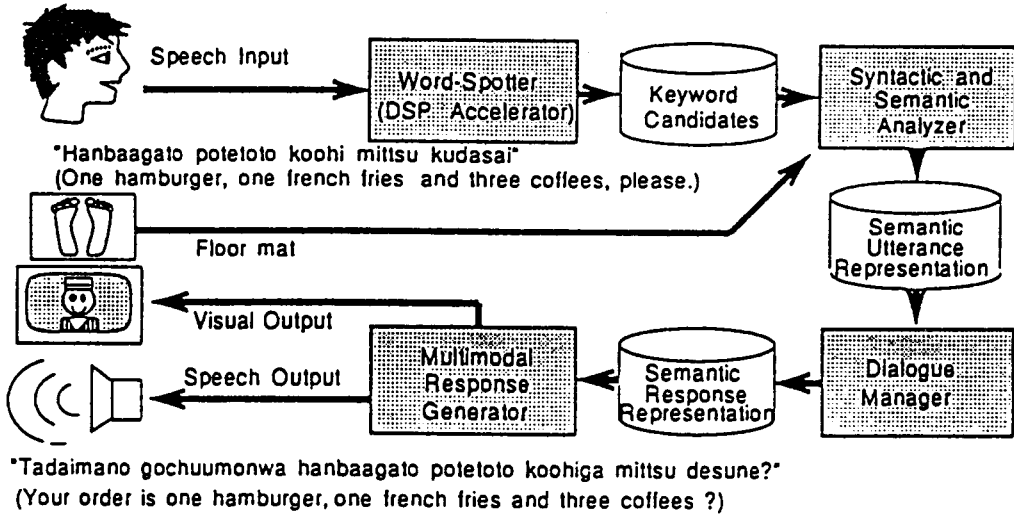 Speech Input
Word-Spotter
(DSP Accelerator)
Keyword
Candidates
Syntactic and
Semantic
Analyzer
"Hanbaagato potetoto koohi mittsu kudasai"
(One hamburger, one french fries and three coffees, please.)
Floor mat
Semantic
Utterance
Representation
Visual Output
Speech Output
Multimodal
Response
Generator
Semantic
Response
Representation
Dialogue
Manager
"Tadaimano gochuumonwa hanbaagato potetoto koohiga mittsu desune?"
(Your order is one hamburger, one french fries and three coffees ?)